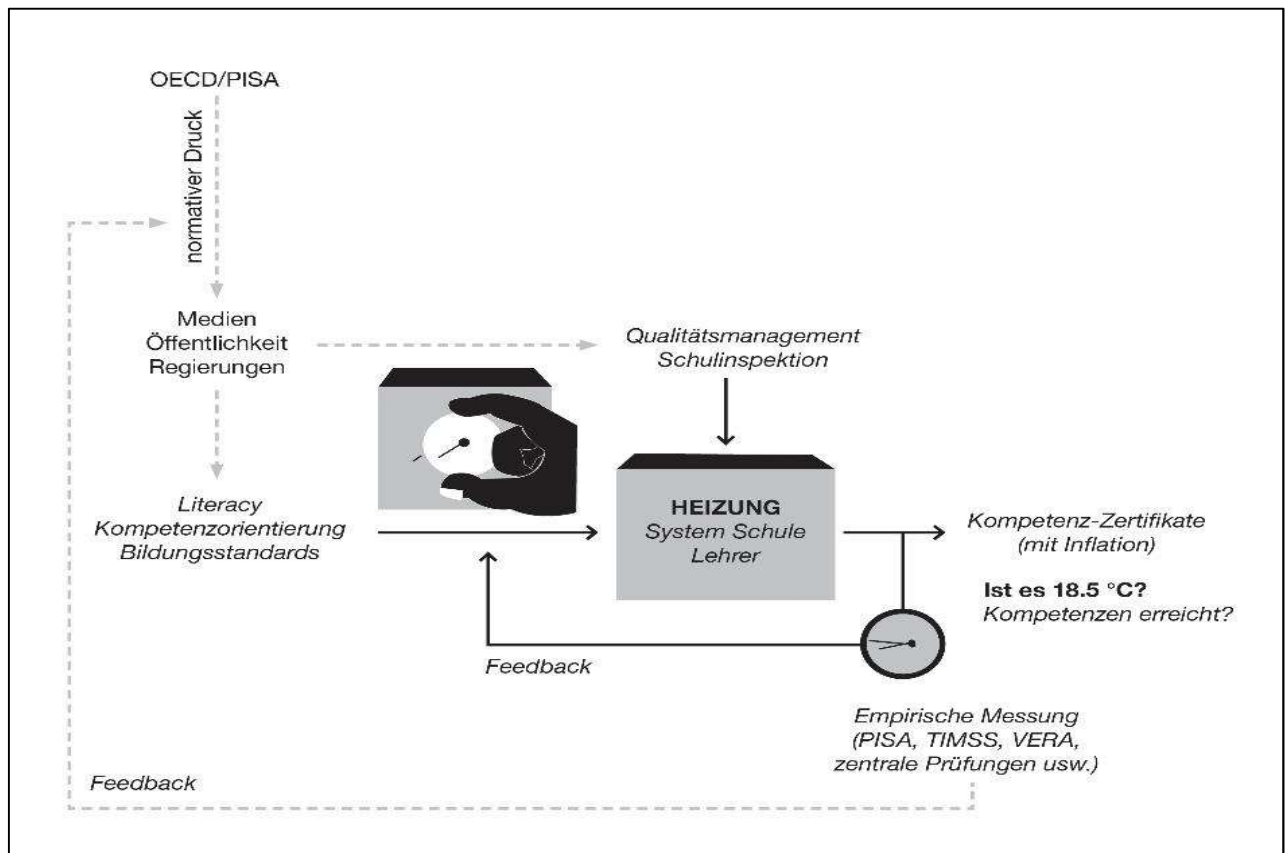 OECD/PISA
normativer Druck
Medien
Öffentlichkeit
Regierungen
Qualitätsmanagement
Schulinspektion
Literacy
Kompetenzorientierung
Bildungsstandards
HEIZUNG
System Schule
Lehrer
Kompetenz-Zertifikate
(mit Inflation)
Ist es 18.5 °C?
Kompetenzen erreicht?
Feedback
Empirische Messung
(PISA, TIMSS, VERA,
zentrale Prüfungen usw.)
Feedback